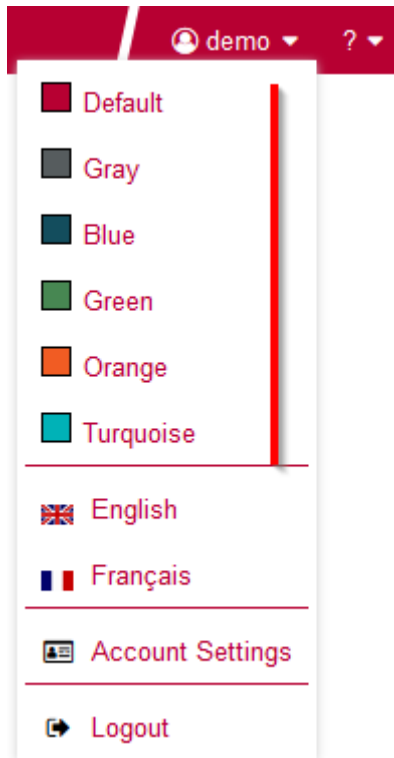 demo ?
Default
Gray
Blue
Green
Orange
Turquoise
English
Français
Account Settings
Logout